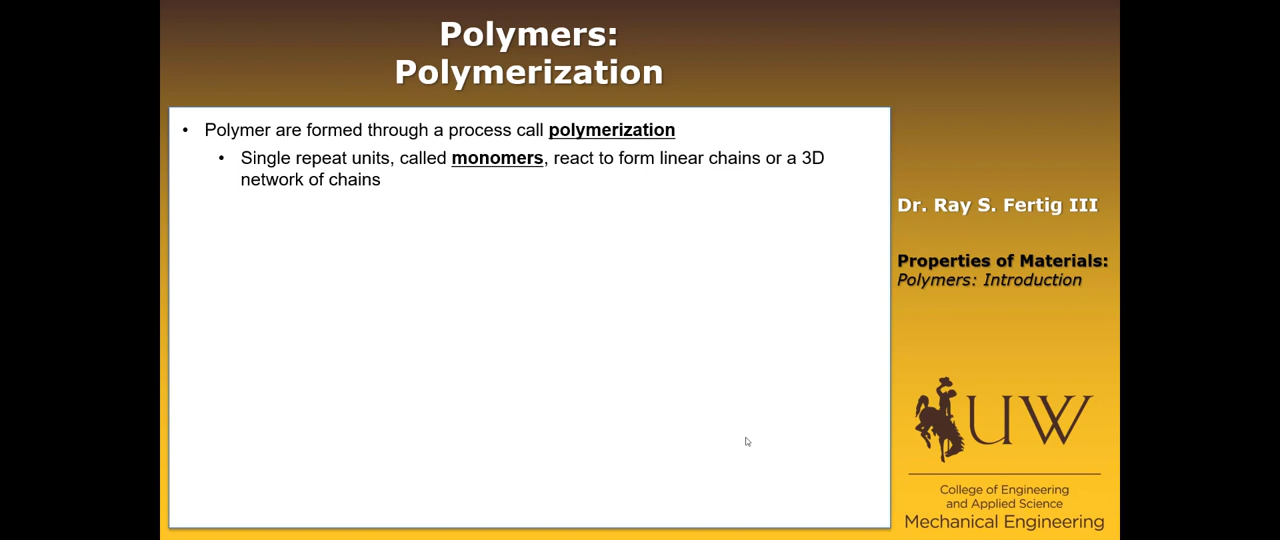 Polymers:
Polymerization
• Polymer are formed through a process call polymerization
• Single repeat units, called monomers, react to form linear chains or a 3D
network of chains
Dr. Ray S. Fertig III
Properties of Materials:
Polymers: Introduction
UW
College of Engineering
and Applied Science
Mechanical Engineering